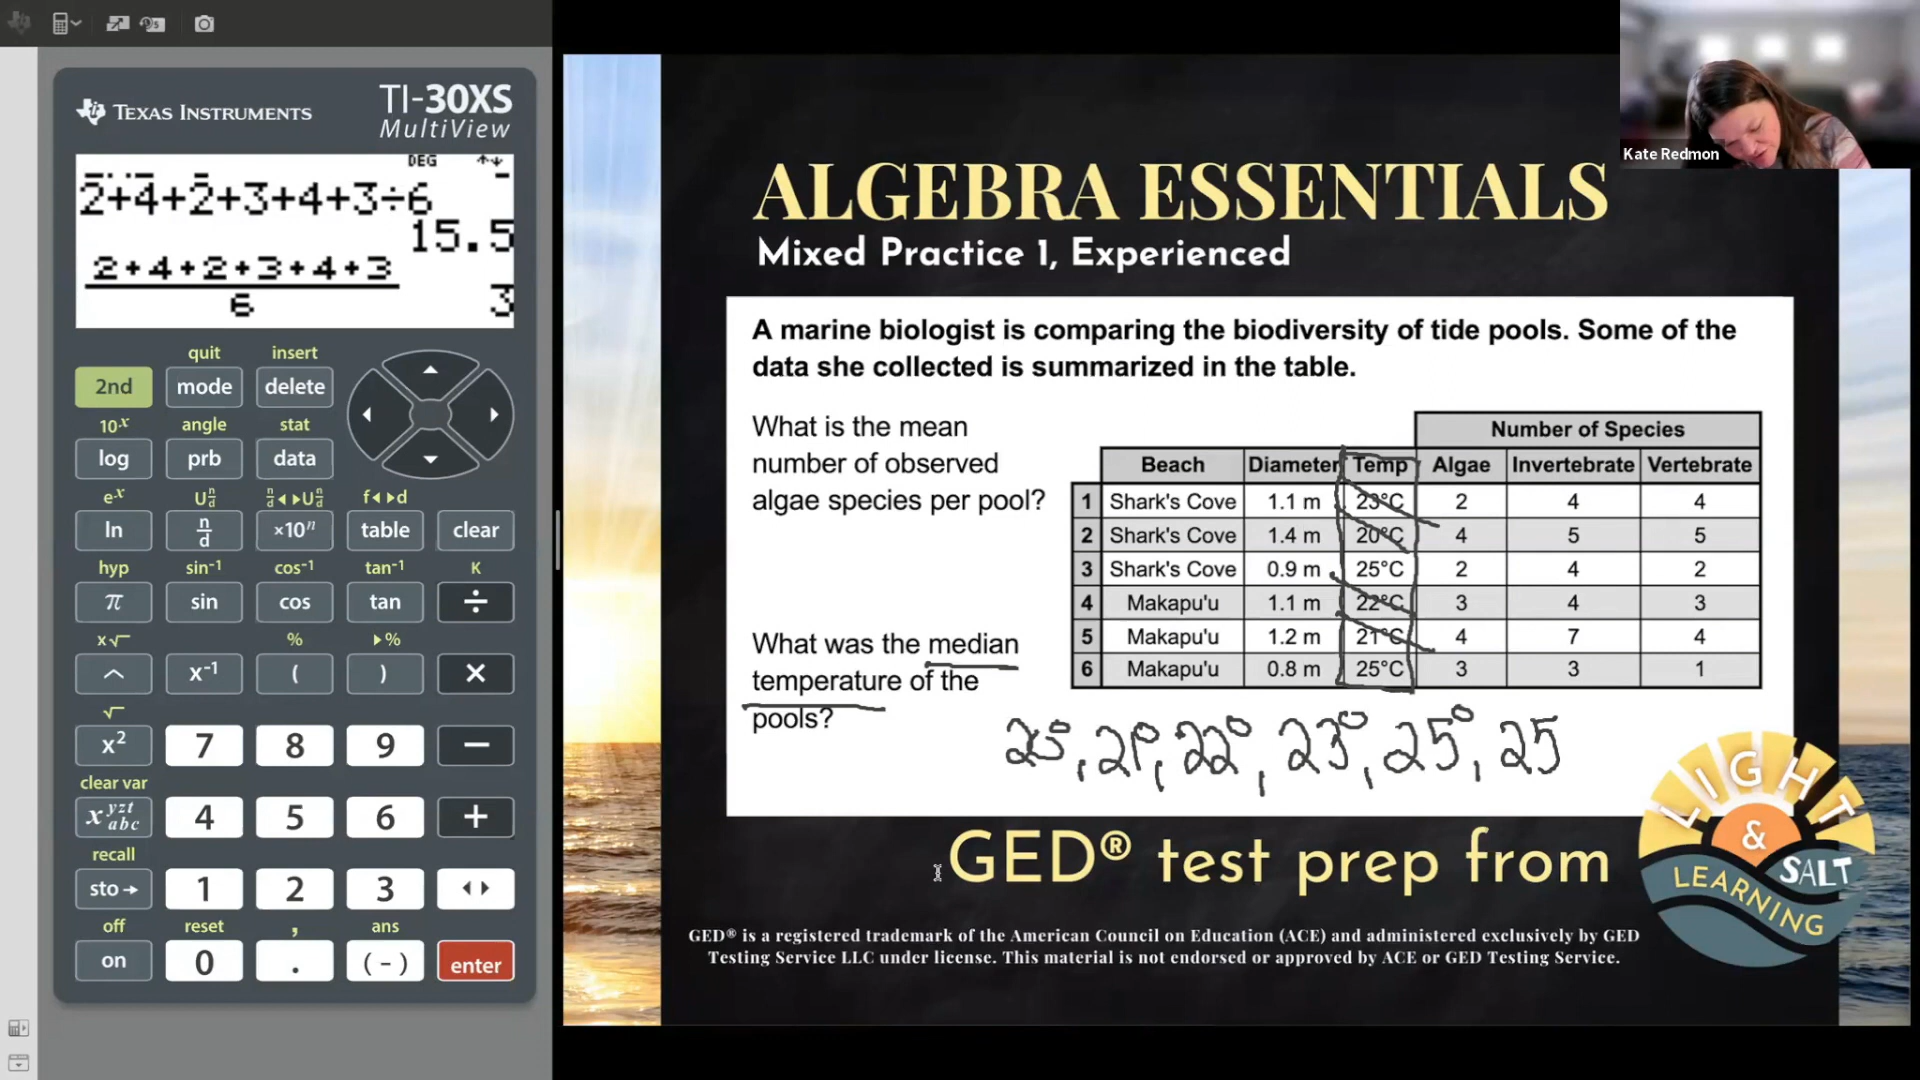 TEXAS INSTRUMENTS
TI-30XS
MultiView
DEG
2+4+2+3+4+3÷6
15.5
2+4+2+3+4+3
6
3
quit insert
2nd mode delete
10ˣ angle stat
log prb data
eˣ U n/d n/d ◄►U n/d f◄►d
ln n/d ×10ⁿ table clear
hyp sin⁻¹ cos⁻¹ tan⁻¹ K
π sin cos tan ÷
x√ % ►%
^ x⁻¹ ( ) ×
√
x² 7 8 9 −
clear var
x yzt abc 4 5 6 +
recall
sto→ 1 2 3 ◄►
off reset , ans
on 0 . (-) enter
Kate Redmon
ALGEBRA ESSENTIALS
Mixed Practice 1, Experienced
A marine biologist is comparing the biodiversity of tide pools. Some of the
data she collected is summarized in the table.
What is the mean
number of observed
algae species per pool?
What was the median
temperature of the
pools?
Number of Species
Beach Diameter Temp Algae Invertebrate Vertebrate
1 Shark's Cove 1.1 m 23°C 2 4 4
2 Shark's Cove 1.4 m 20°C 4 5 5
3 Shark's Cove 0.9 m 25°C 2 4 2
4 Makapu'u 1.1 m 22°C 3 4 3
5 Makapu'u 1.2 m 21°C 4 7 4
6 Makapu'u 0.8 m 25°C 3 3 1
20°, 21°, 22°, 23°, 25°, 25
GED® test prep from
LIGHT
& SALT
LEARNING
GED® is a registered trademark of the American Council on Education (ACE) and administered exclusively by GED
Testing Service LLC under license. This material is not endorsed or approved by ACE or GED Testing Service.